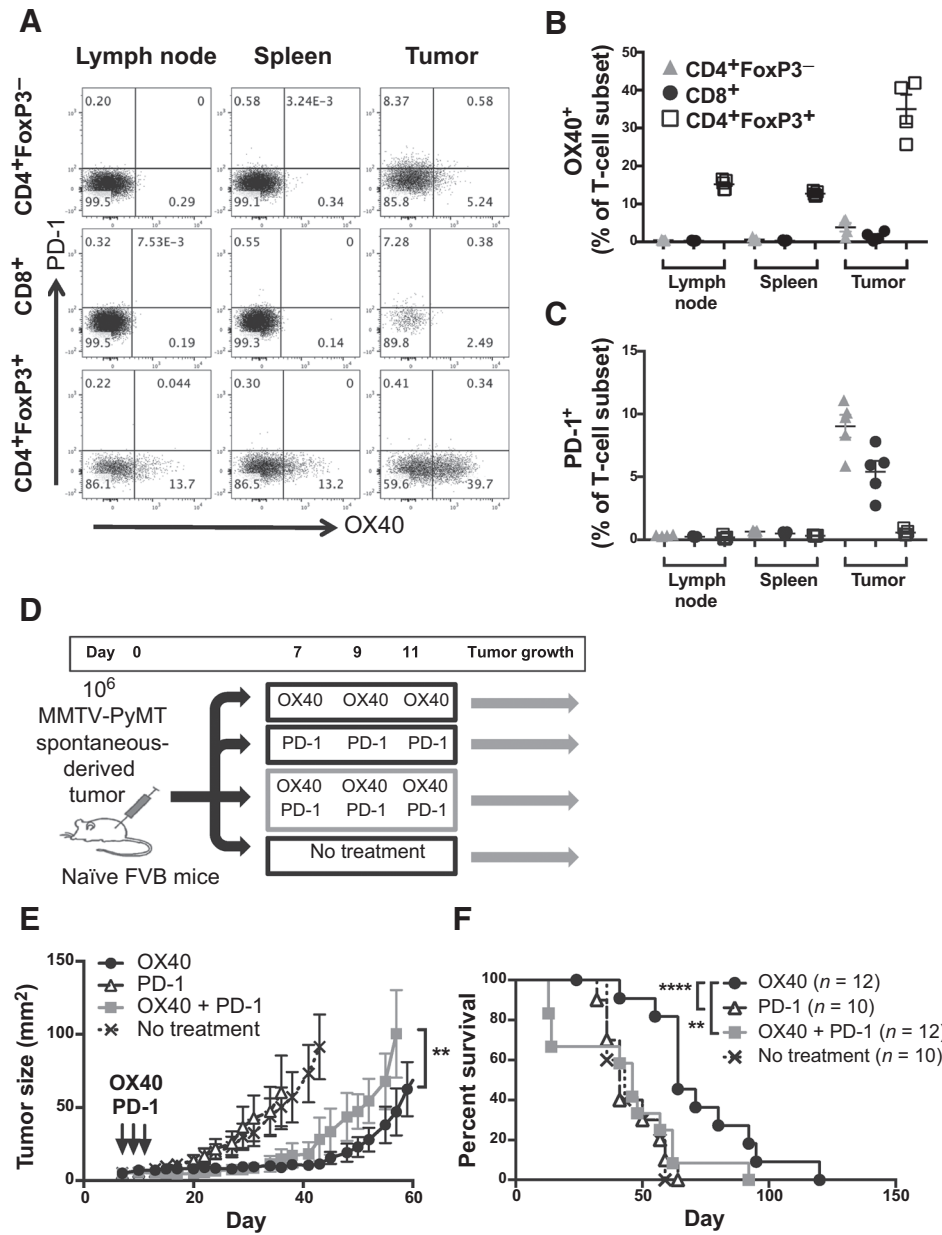 A
Lymph node Spleen Tumor
CD4+FoxP3–
CD8+
CD4+FoxP3+
PD-1
OX40
0.20 0
99.5 0.29
0.58 3.24E-3
99.1 0.34
8.37 0.58
85.8 5.24
0.32 7.53E-3
99.5 0.19
0.55 0
99.3 0.14
7.28 0.38
89.8 2.49
0.22 0.044
86.1 13.7
0.30 0
86.5 13.2
0.41 0.34
59.6 39.7
B
OX40+
(% of T-cell subset)
50
40
30
20
10
0
CD4+FoxP3–
CD8+
CD4+FoxP3+
Lymph node
Spleen
Tumor
C
PD-1+
(% of T-cell subset)
15
10
5
0
Lymph node
Spleen
Tumor
D
Day 0 7 9 11 Tumor growth
10⁶
MMTV-PyMT
spontaneous-
derived
tumor
Naïve FVB mice
OX40 OX40 OX40
PD-1 PD-1 PD-1
OX40 OX40 OX40
PD-1 PD-1 PD-1
No treatment
E
Tumor size (mm²)
150
100
50
0
OX40
PD-1
OX40 + PD-1
No treatment
OX40
PD-1
**
0 20 40 60
Day
F
Percent survival
100
80
60
40
20
0
****
**
OX40 (n = 12)
PD-1 (n = 10)
OX40 + PD-1 (n = 12)
No treatment (n = 10)
0 50 100 150
Day